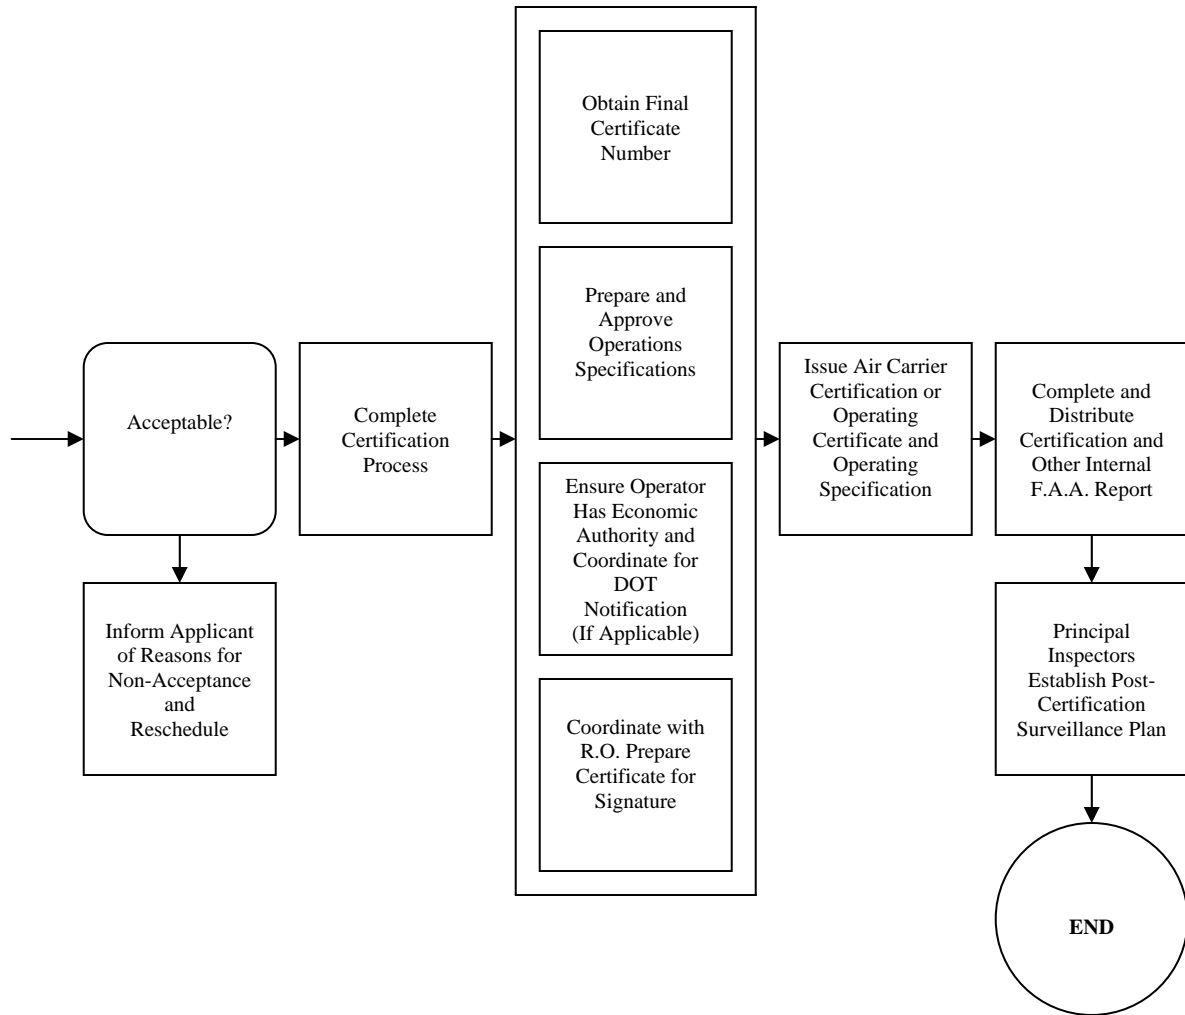 Acceptable?
Inform Applicant
of Reasons for
Non-Acceptance
and
Reschedule
Complete
Certification
Process
Obtain Final
Certificate
Number
Prepare and
Approve
Operations
Specifications
Ensure Operator
Has Economic
Authority and
Coordinate for
DOT
Notification
(If Applicable)
Coordinate with
R.O. Prepare
Certificate for
Signature
Issue Air Carrier
Certification or
Operating
Certificate and
Operating
Specification
Complete and
Distribute
Certification and
Other Internal
F.A.A. Report
Principal
Inspectors
Establish Post-
Certification
Surveillance Plan
END